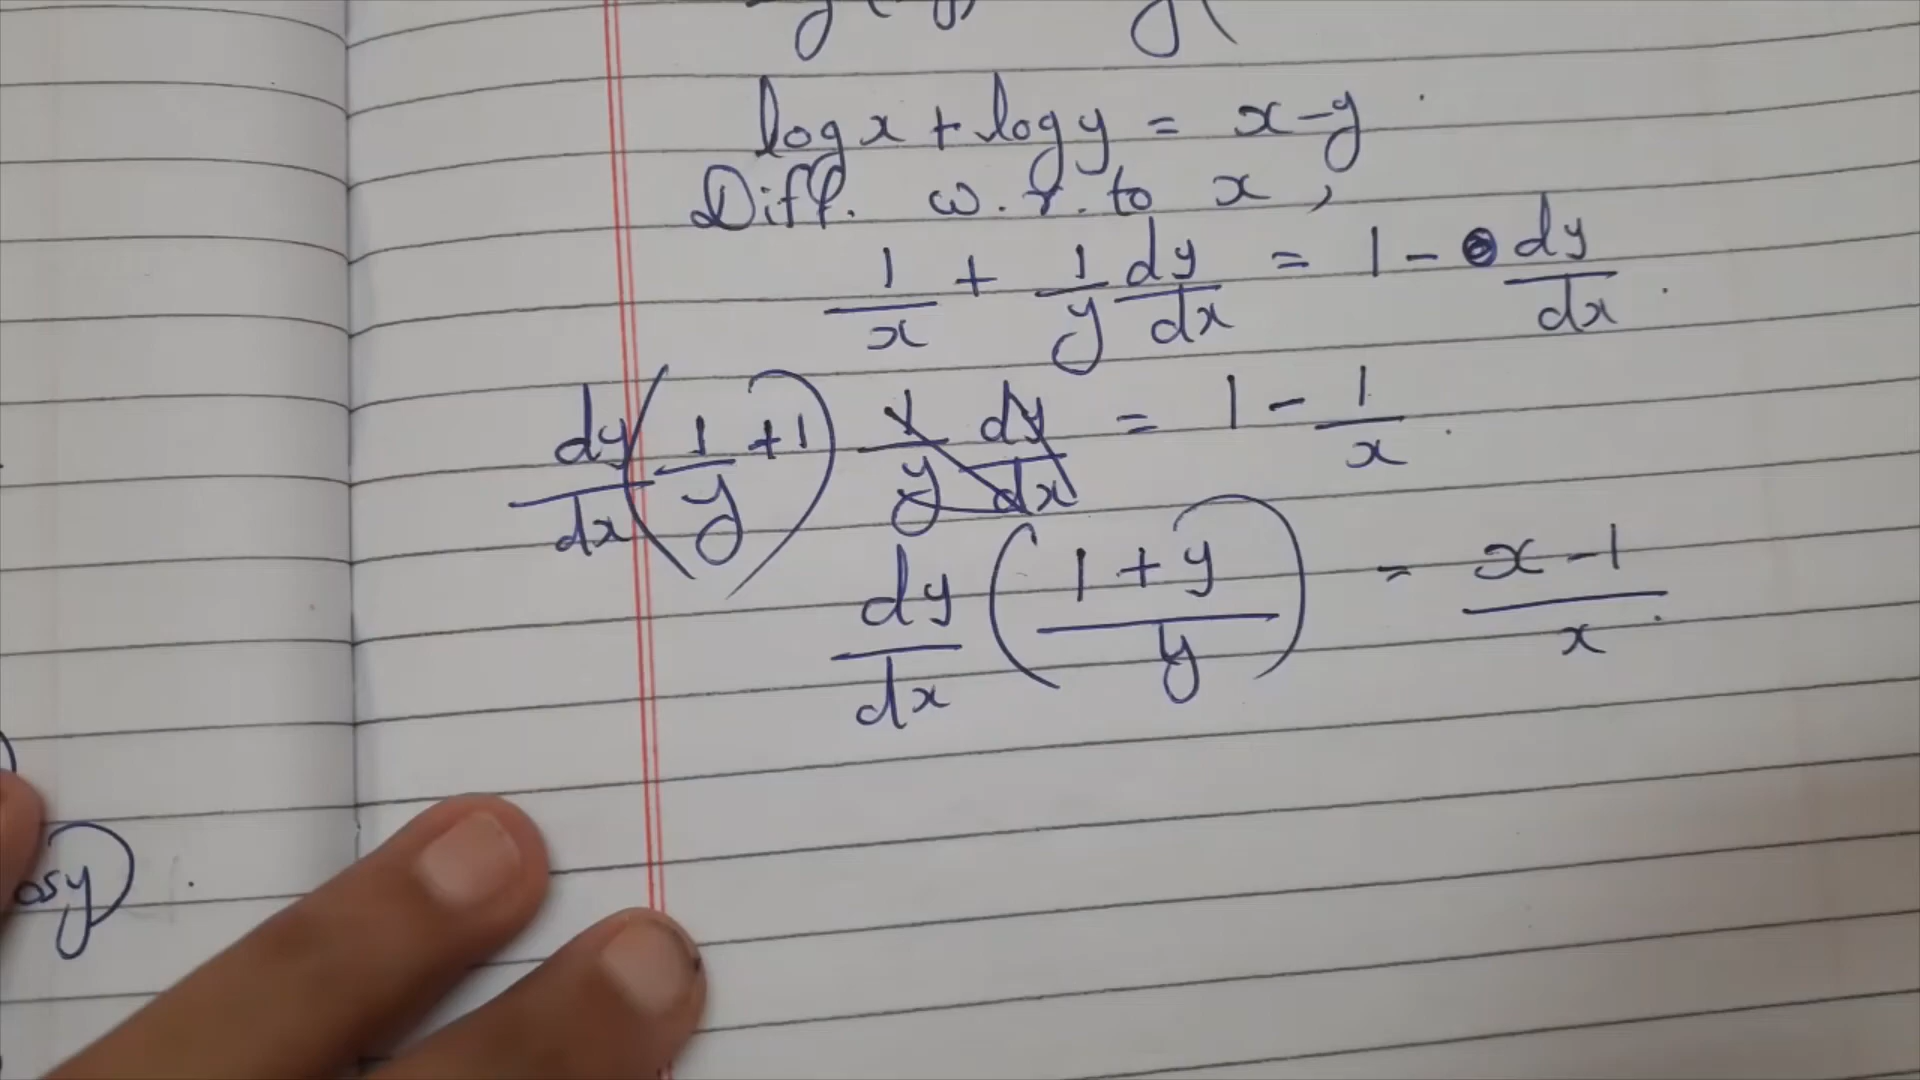 log x + log y = x - y
Diff. w.r.to x,
1/x + 1/y dy/dx = 1 - dy/dx.
dy/dx (1/y + 1) 1/y dy/dx = 1 - 1/x.
dy/dx (1 + y / y) = x - 1 / x.
osy) .